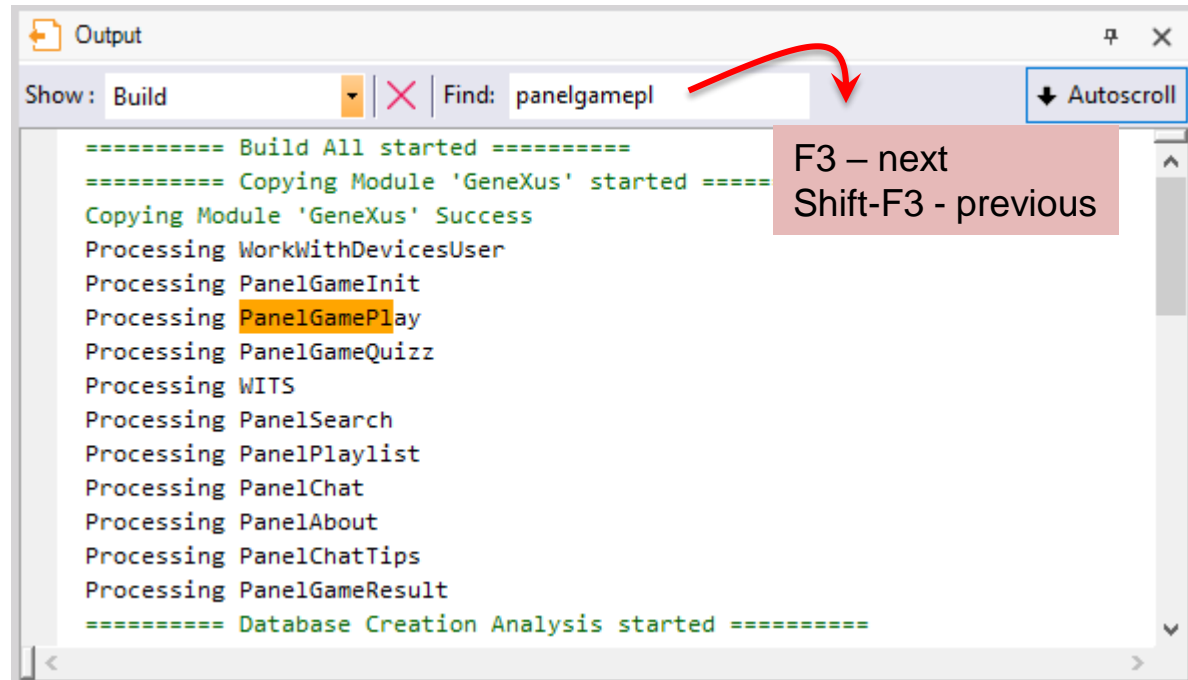 Output
Show : Build Find: panelgamepl Autoscroll
F3 – next
Shift-F3 - previous
========== Build All started ==========
========== Copying Module 'GeneXus' started =====
Copying Module 'GeneXus' Success
Processing WorkWithDevicesUser
Processing PanelGameInit
Processing PanelGamePlay
Processing PanelGameQuizz
Processing WITS
Processing PanelSearch
Processing PanelPlaylist
Processing PanelChat
Processing PanelAbout
Processing PanelChatTips
Processing PanelGameResult
========== Database Creation Analysis started ==========